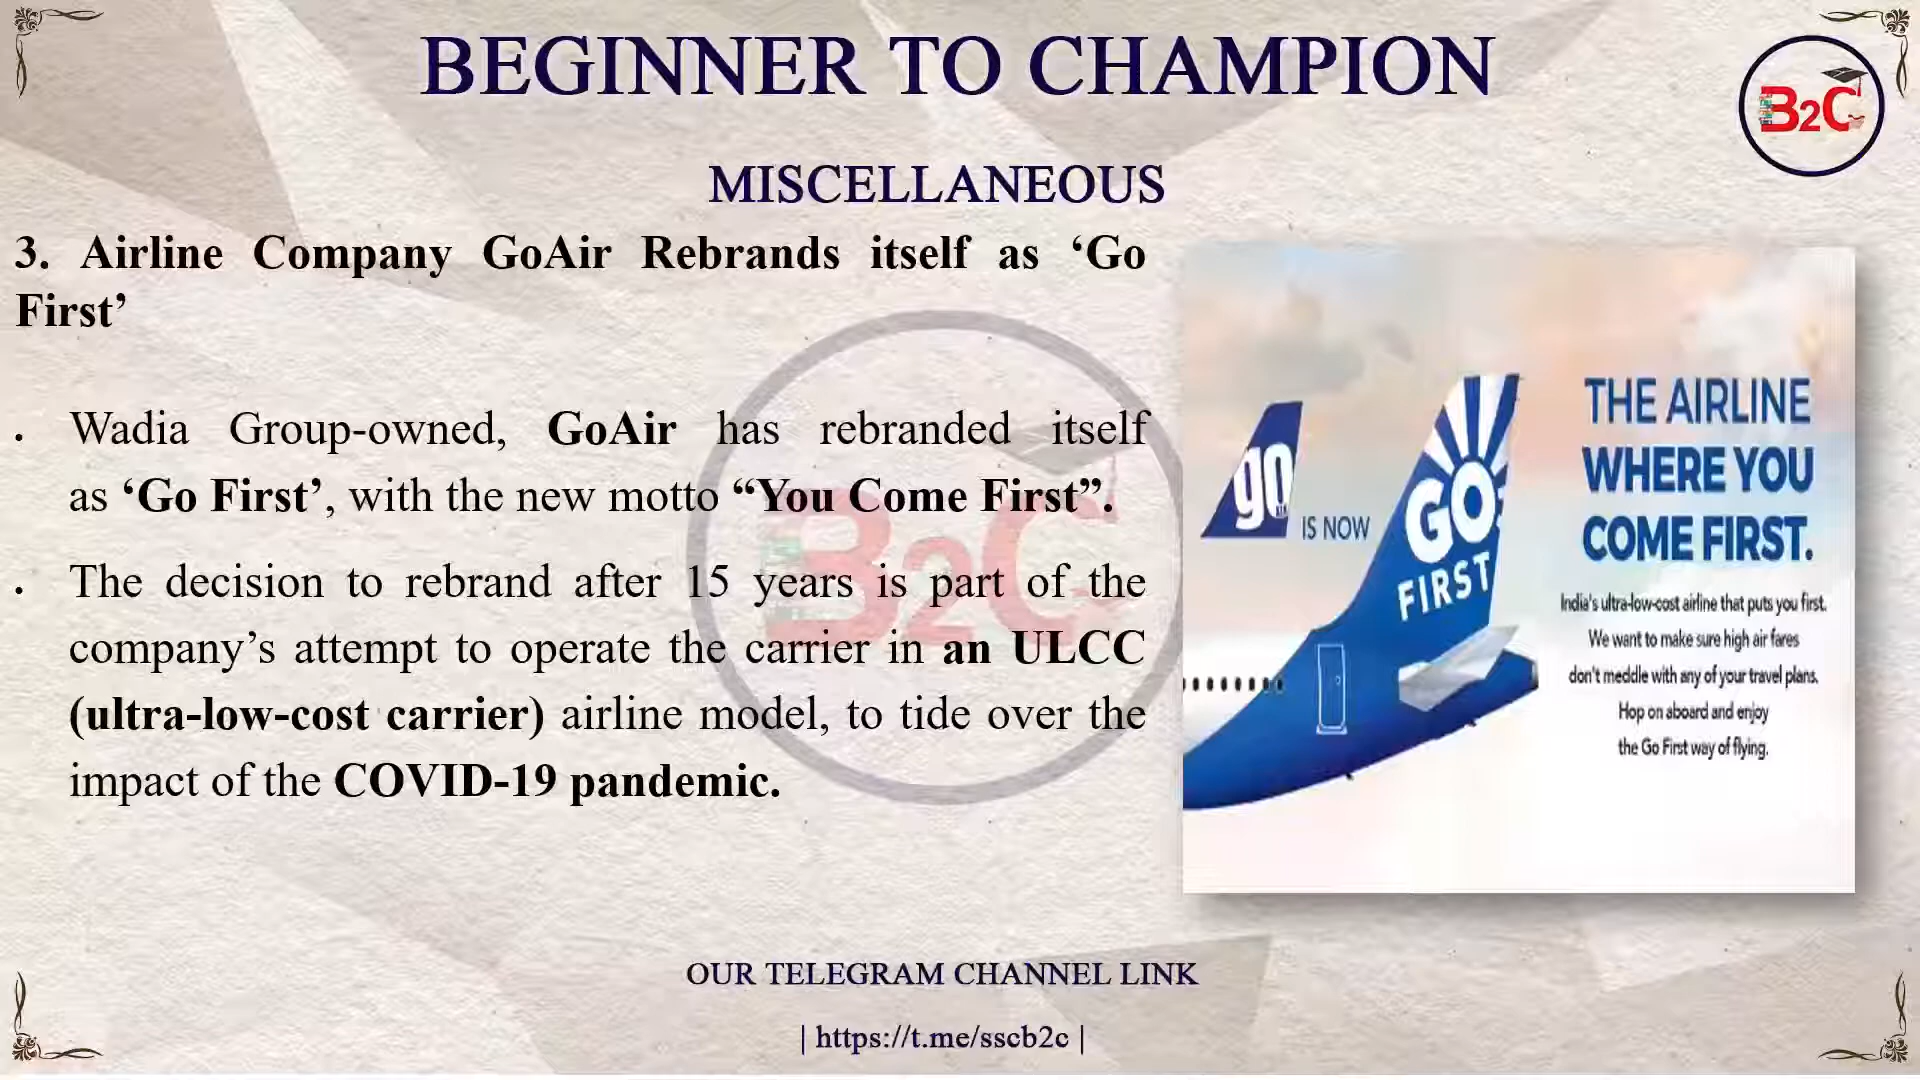 BEGINNER TO CHAMPION
B2C
MISCELLANEOUS
3. Airline Company GoAir Rebrands itself as ‘Go
First’
• Wadia Group-owned, GoAir has rebranded itself
as ‘Go First’, with the new motto “You Come First”.
• The decision to rebrand after 15 years is part of the
company’s attempt to operate the carrier in an ULCC
(ultra-low-cost carrier) airline model, to tide over the
impact of the COVID-19 pandemic.
B2C
go
IS NOW
GO
FIRST
THE AIRLINE
WHERE YOU
COME FIRST.
India's ultra-low-cost airline that puts you first.
We want to make sure high air fares
don't meddle with any of your travel plans.
Hop on aboard and enjoy
the Go First way of flying.
OUR TELEGRAM CHANNEL LINK
| https://t.me/sscb2c |